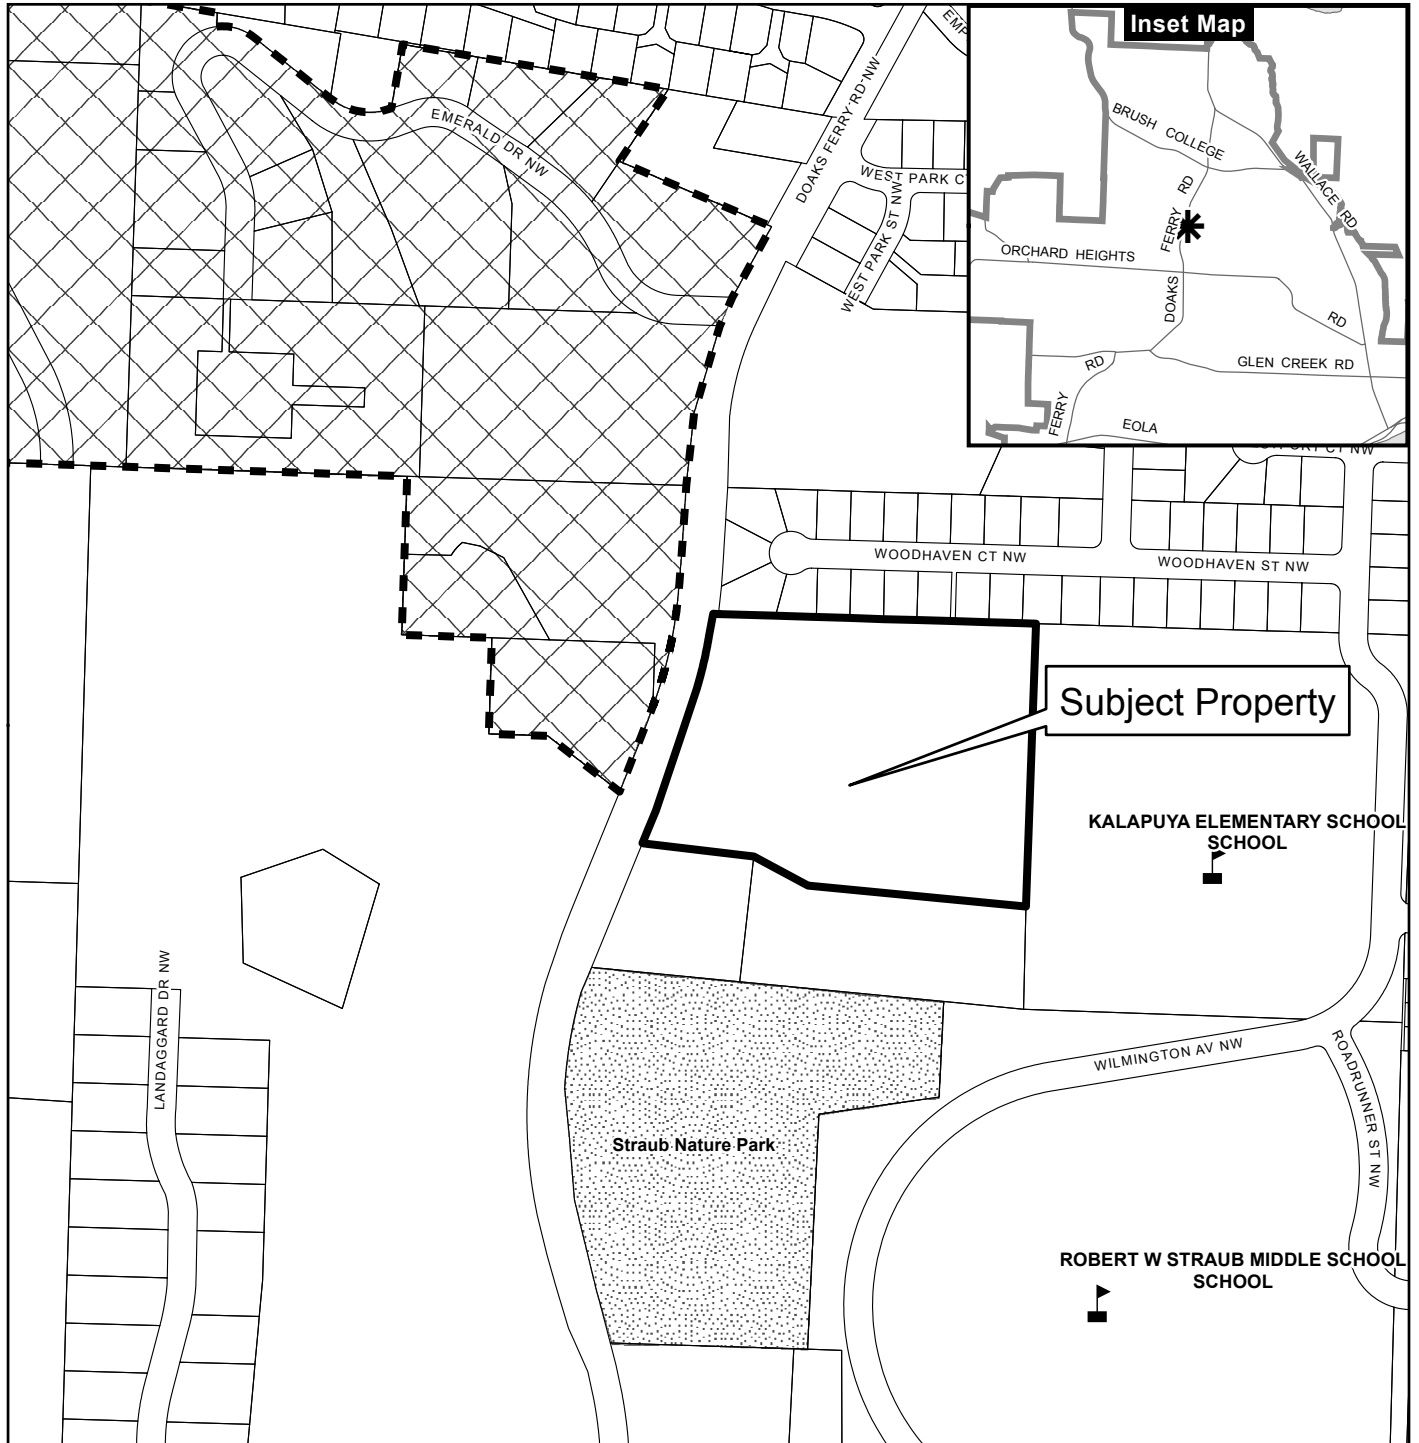 Inset Map
BRUSH COLLEGE
WALLACE RD
FERRY RD
ORCHARD HEIGHTS
RD
DOAKS
RD
GLEN CREEK RD
FERRY
EOLA
DOAKS FERRY RD NW
EMERALD DR NW
WEST PARK CT
WEST PARK ST NW
WOODHAVEN CT NW
WOODHAVEN ST NW
Subject Property
KALAPUYA ELEMENTARY SCHOOL
SCHOOL
LANDAGGARD DR NW
WILMINGTON AV NW
ROADRUNNER ST NW
Straub Nature Park
ROBERT W STRAUB MIDDLE SCHOOL
SCHOOL